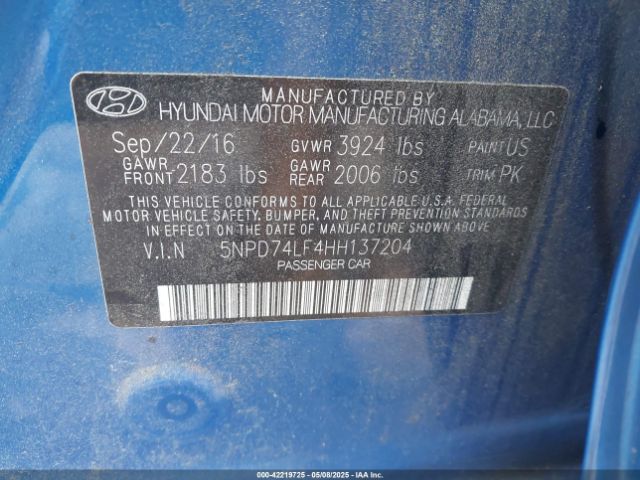 MANUFACTURED BY
HYUNDAI MOTOR MANUFACTURING ALABAMA, LLC
Sep/22/16 GVWR 3924 lbs PAINT US
GAWR FRONT 2183 lbs GAWR REAR 2006 lbs TRIM PK
THIS VEHICLE CONFORMS TO ALL APPLICABLE U.S.A. FEDERAL
MOTOR VEHICLE SAFETY, BUMPER, AND THEFT PREVENTION
STANDARDS IN EFFECT ON THE DATE OF MANUFACTURE SHOWN ABOVE.
V.I.N 5NPD74LF4HH137204
PASSENGER CAR
000-42219725 05/08/2025 IAA Inc.